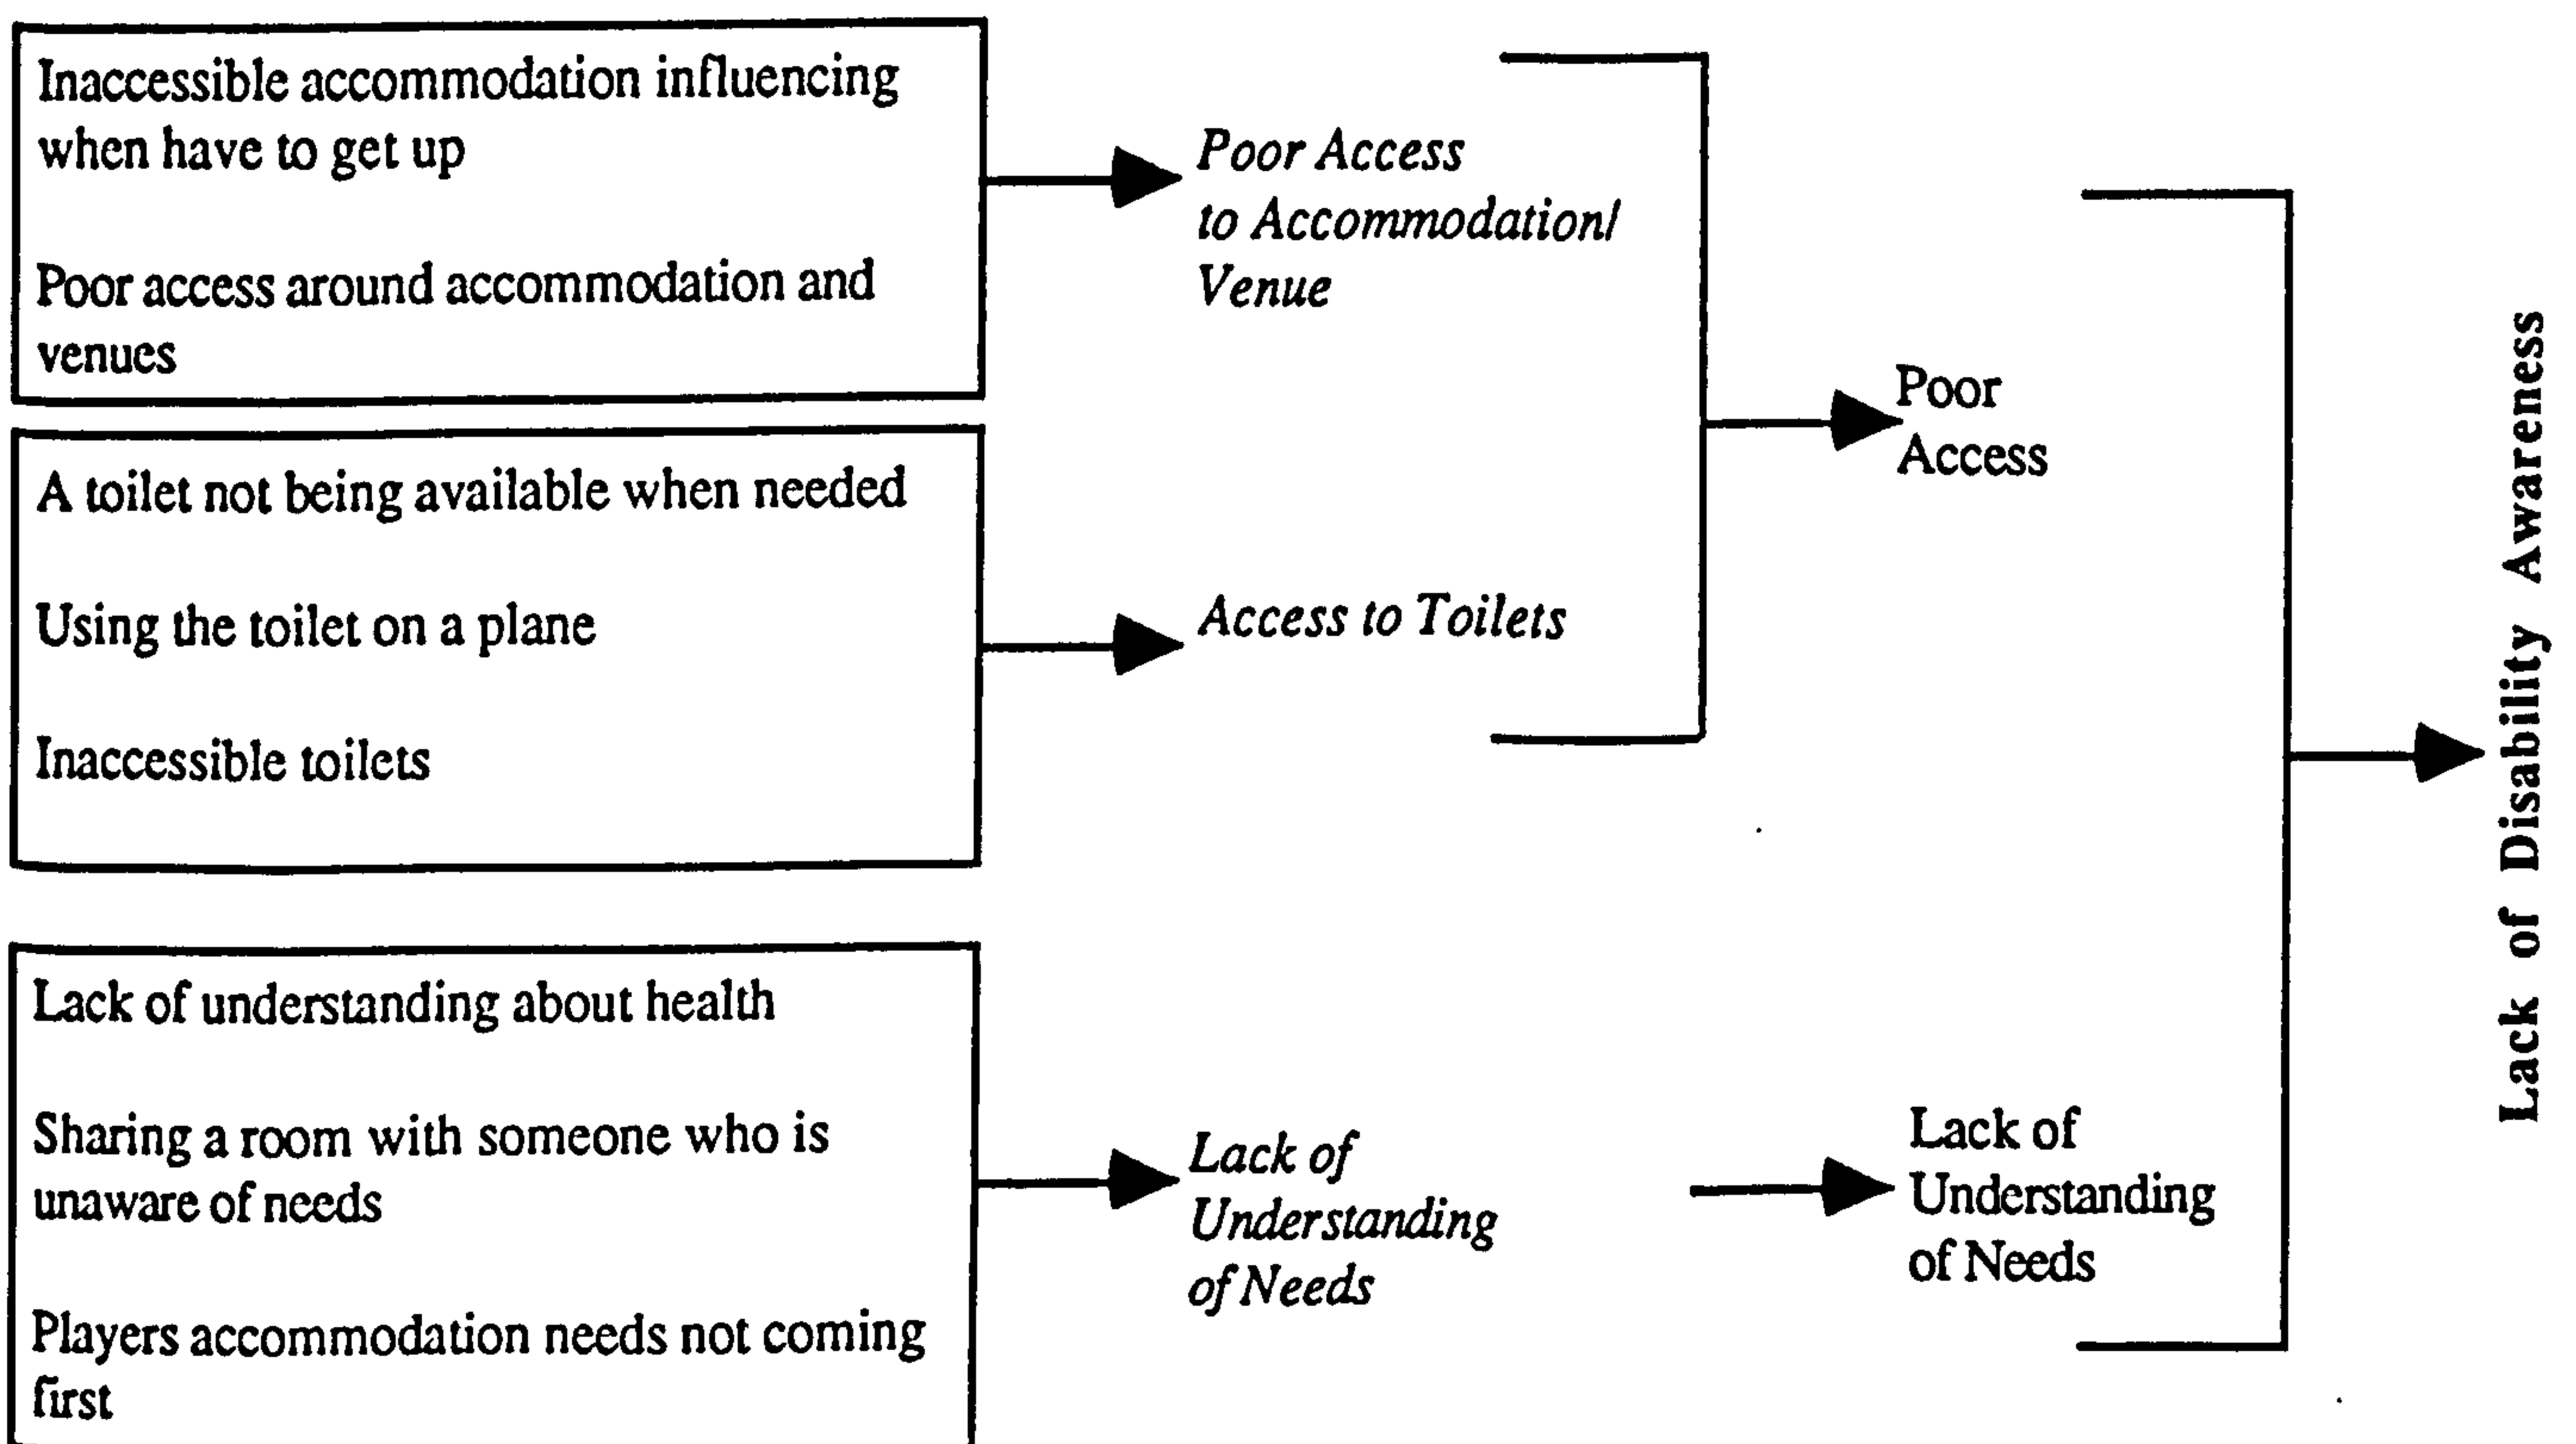 Inaccessible accommodation influencing
when have to get up
Poor access around accommodation and
venues
Poor Access
to Accommodation/
Venue
A toilet not being available when needed
Using the toilet on a plane
Inaccessible toilets
Access to Toilets
Poor
Access
Lack of understanding about health
Sharing a room with someone who is
unaware of needs
Players accommodation needs not coming
first
Lack of
Understanding
of Needs
Lack of
Understanding
of Needs
Lack of Disability Awareness